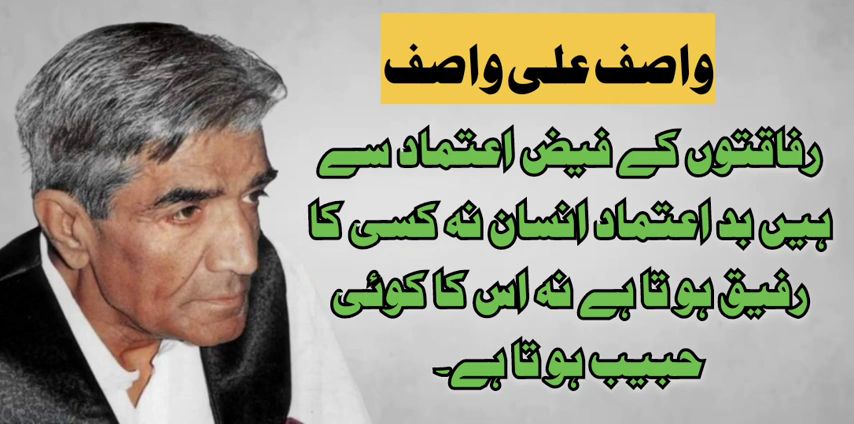 واصف علی واصف
رفاقتوں کے فیض اعتماد سے
ہیں بد اعتماد انسان نہ کسی کا
رفیق ہوتا ہے نہ اس کا کوئی
حبیب ہوتا ہے۔